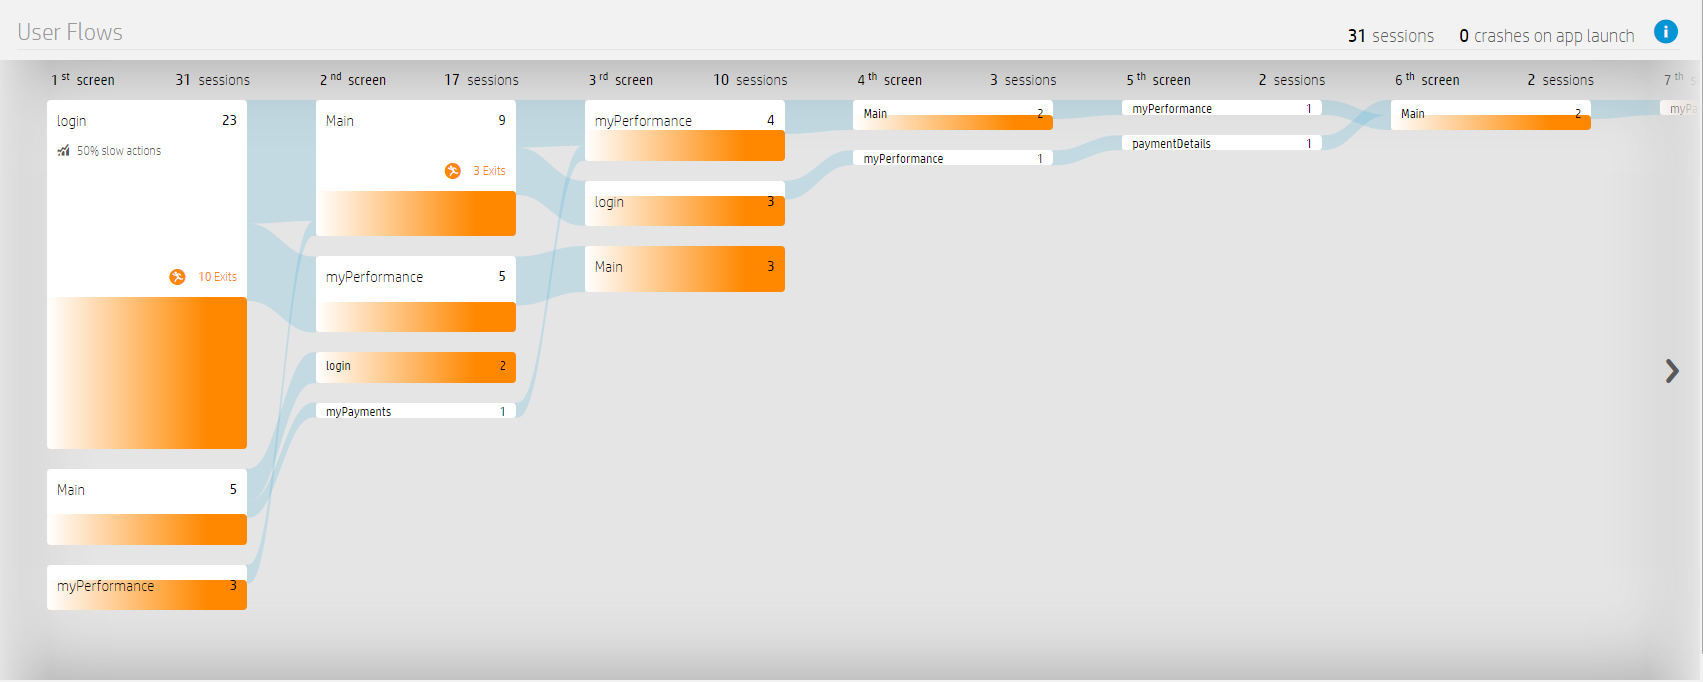 User Flows
31 sessions 0 crashes on app launch i
1st screen 31 sessions 2nd screen 17 sessions 3rd screen 10 sessions 4th screen 3 sessions 5th screen 2 sessions 6th screen 2 sessions 7th
login 23
50% slow actions
10 Exits
Main 5
myPerformance 3
Main 9
3 Exits
myPerformance 5
login 2
myPayments 1
myPerformance 4
login 3
Main 3
Main 2
myPerformance 1
myPerformance 1
paymentDetails 1
Main 2